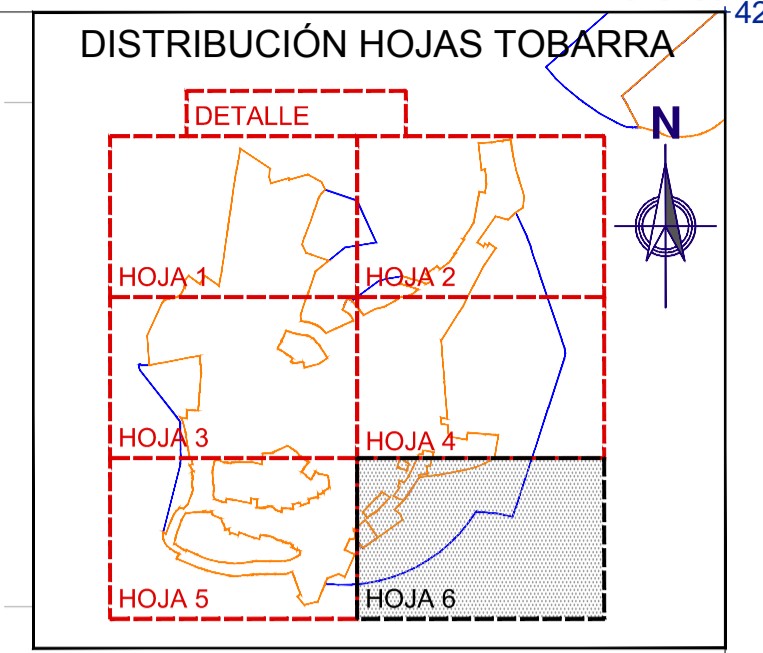 42
DISTRIBUCIÓN HOJAS TOBARRA
DETALLE
N
HOJA 1
HOJA 2
HOJA 3
HOJA 4
HOJA 5
HOJA 6